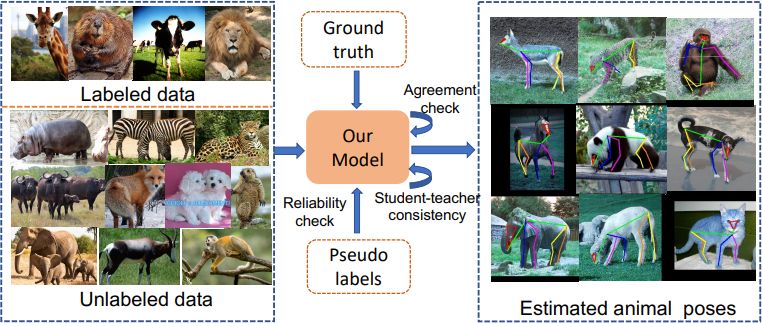 Labeled data
Unlabeled data
Ground
truth
Agreement
check
Our
Model
Student-teacher
consistency
Reliability
check
Pseudo
labels
Estimated animal poses